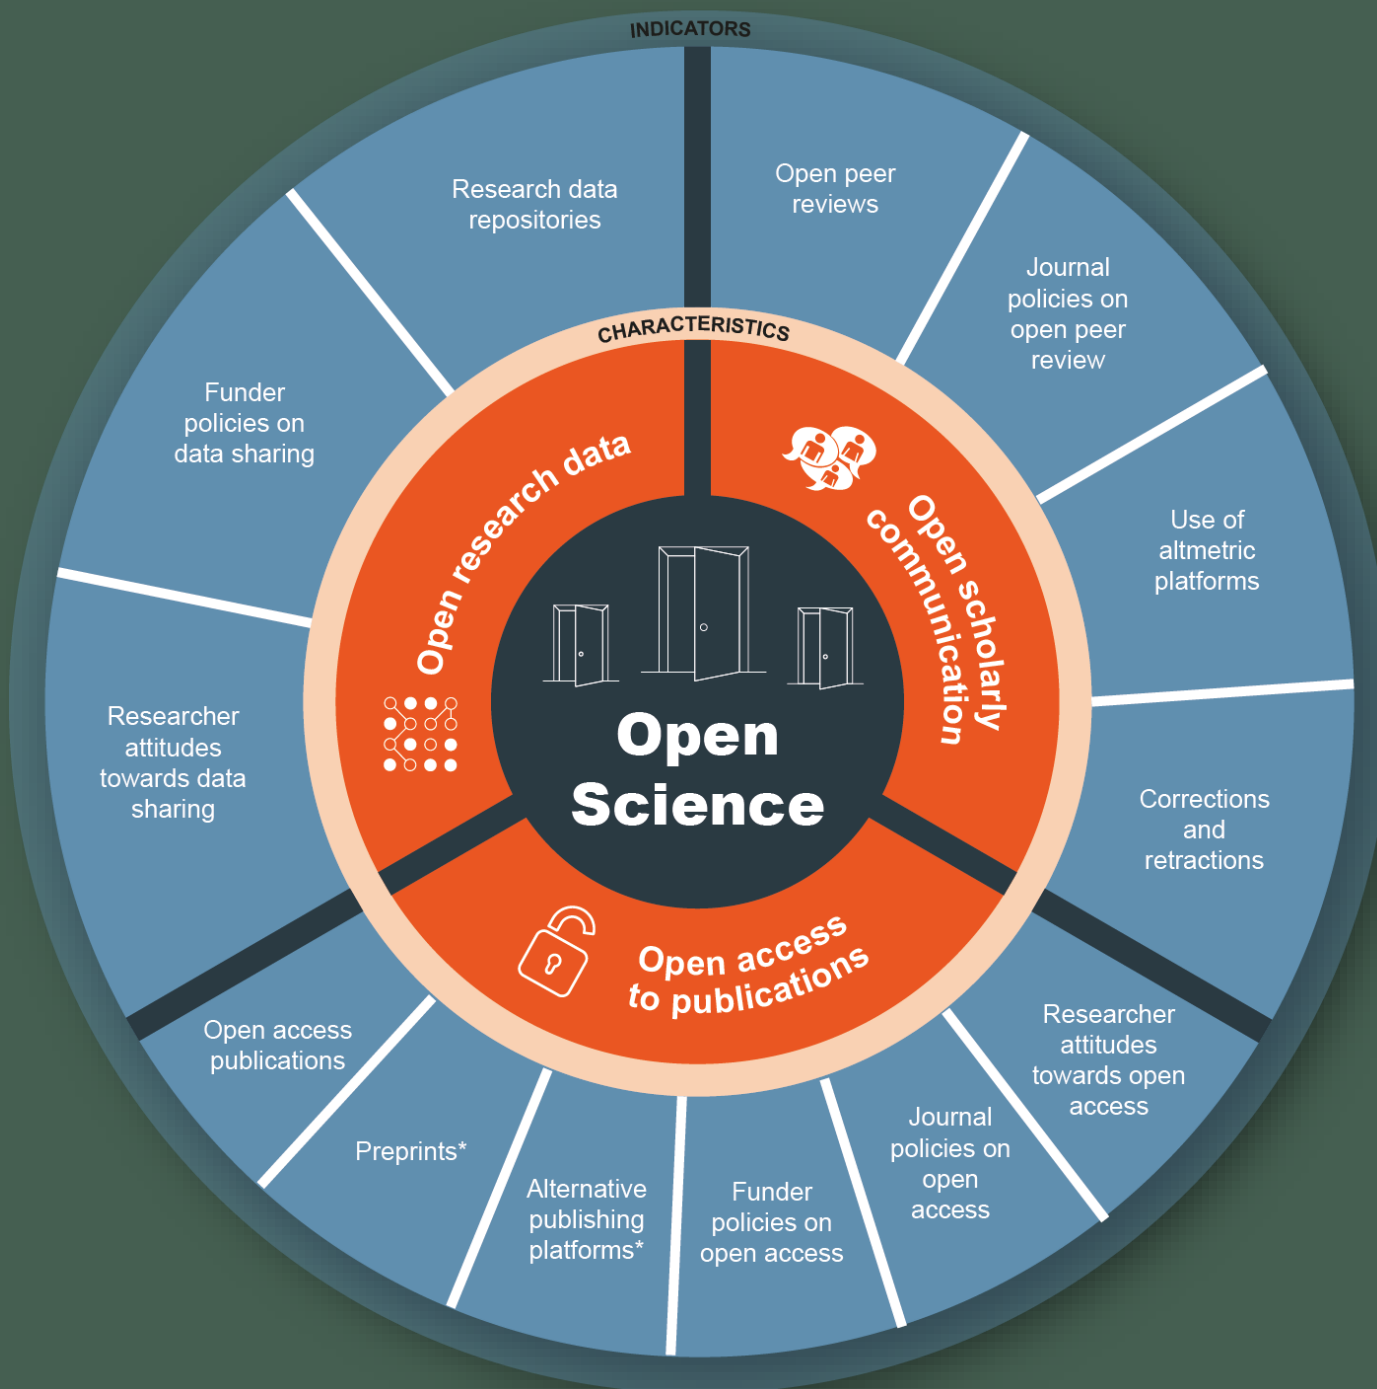 INDICATORS
Research data
repositories
Open peer
reviews
Journal
policies on
open peer
review
Use of
altmetric
platforms
Corrections
and
retractions
Researcher
attitudes
towards open
access
Journal
policies on
open
access
Funder
policies on
open access
Alternative
publishing
platforms*
Preprints*
Open access
publications
Researcher
attitudes
towards data
sharing
Funder
policies on
data sharing
CHARACTERISTICS
Open research data
Open scholarly
communication
Open access
to publications
Open
Science